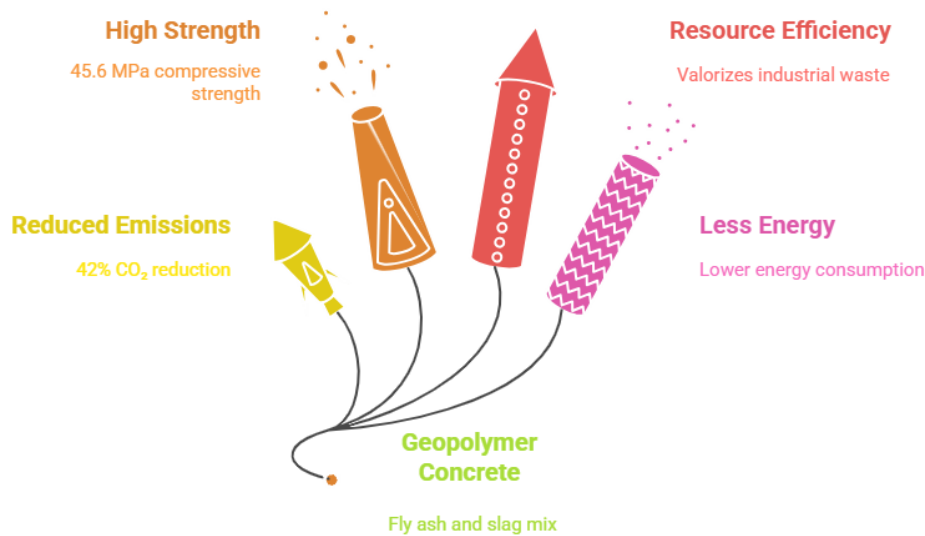 High Strength
45.6 MPa compressive
strength
Resource Efficiency
Valorizes industrial waste
Reduced Emissions
42% CO₂ reduction
Less Energy
Lower energy consumption
Geopolymer
Concrete
Fly ash and slag mix